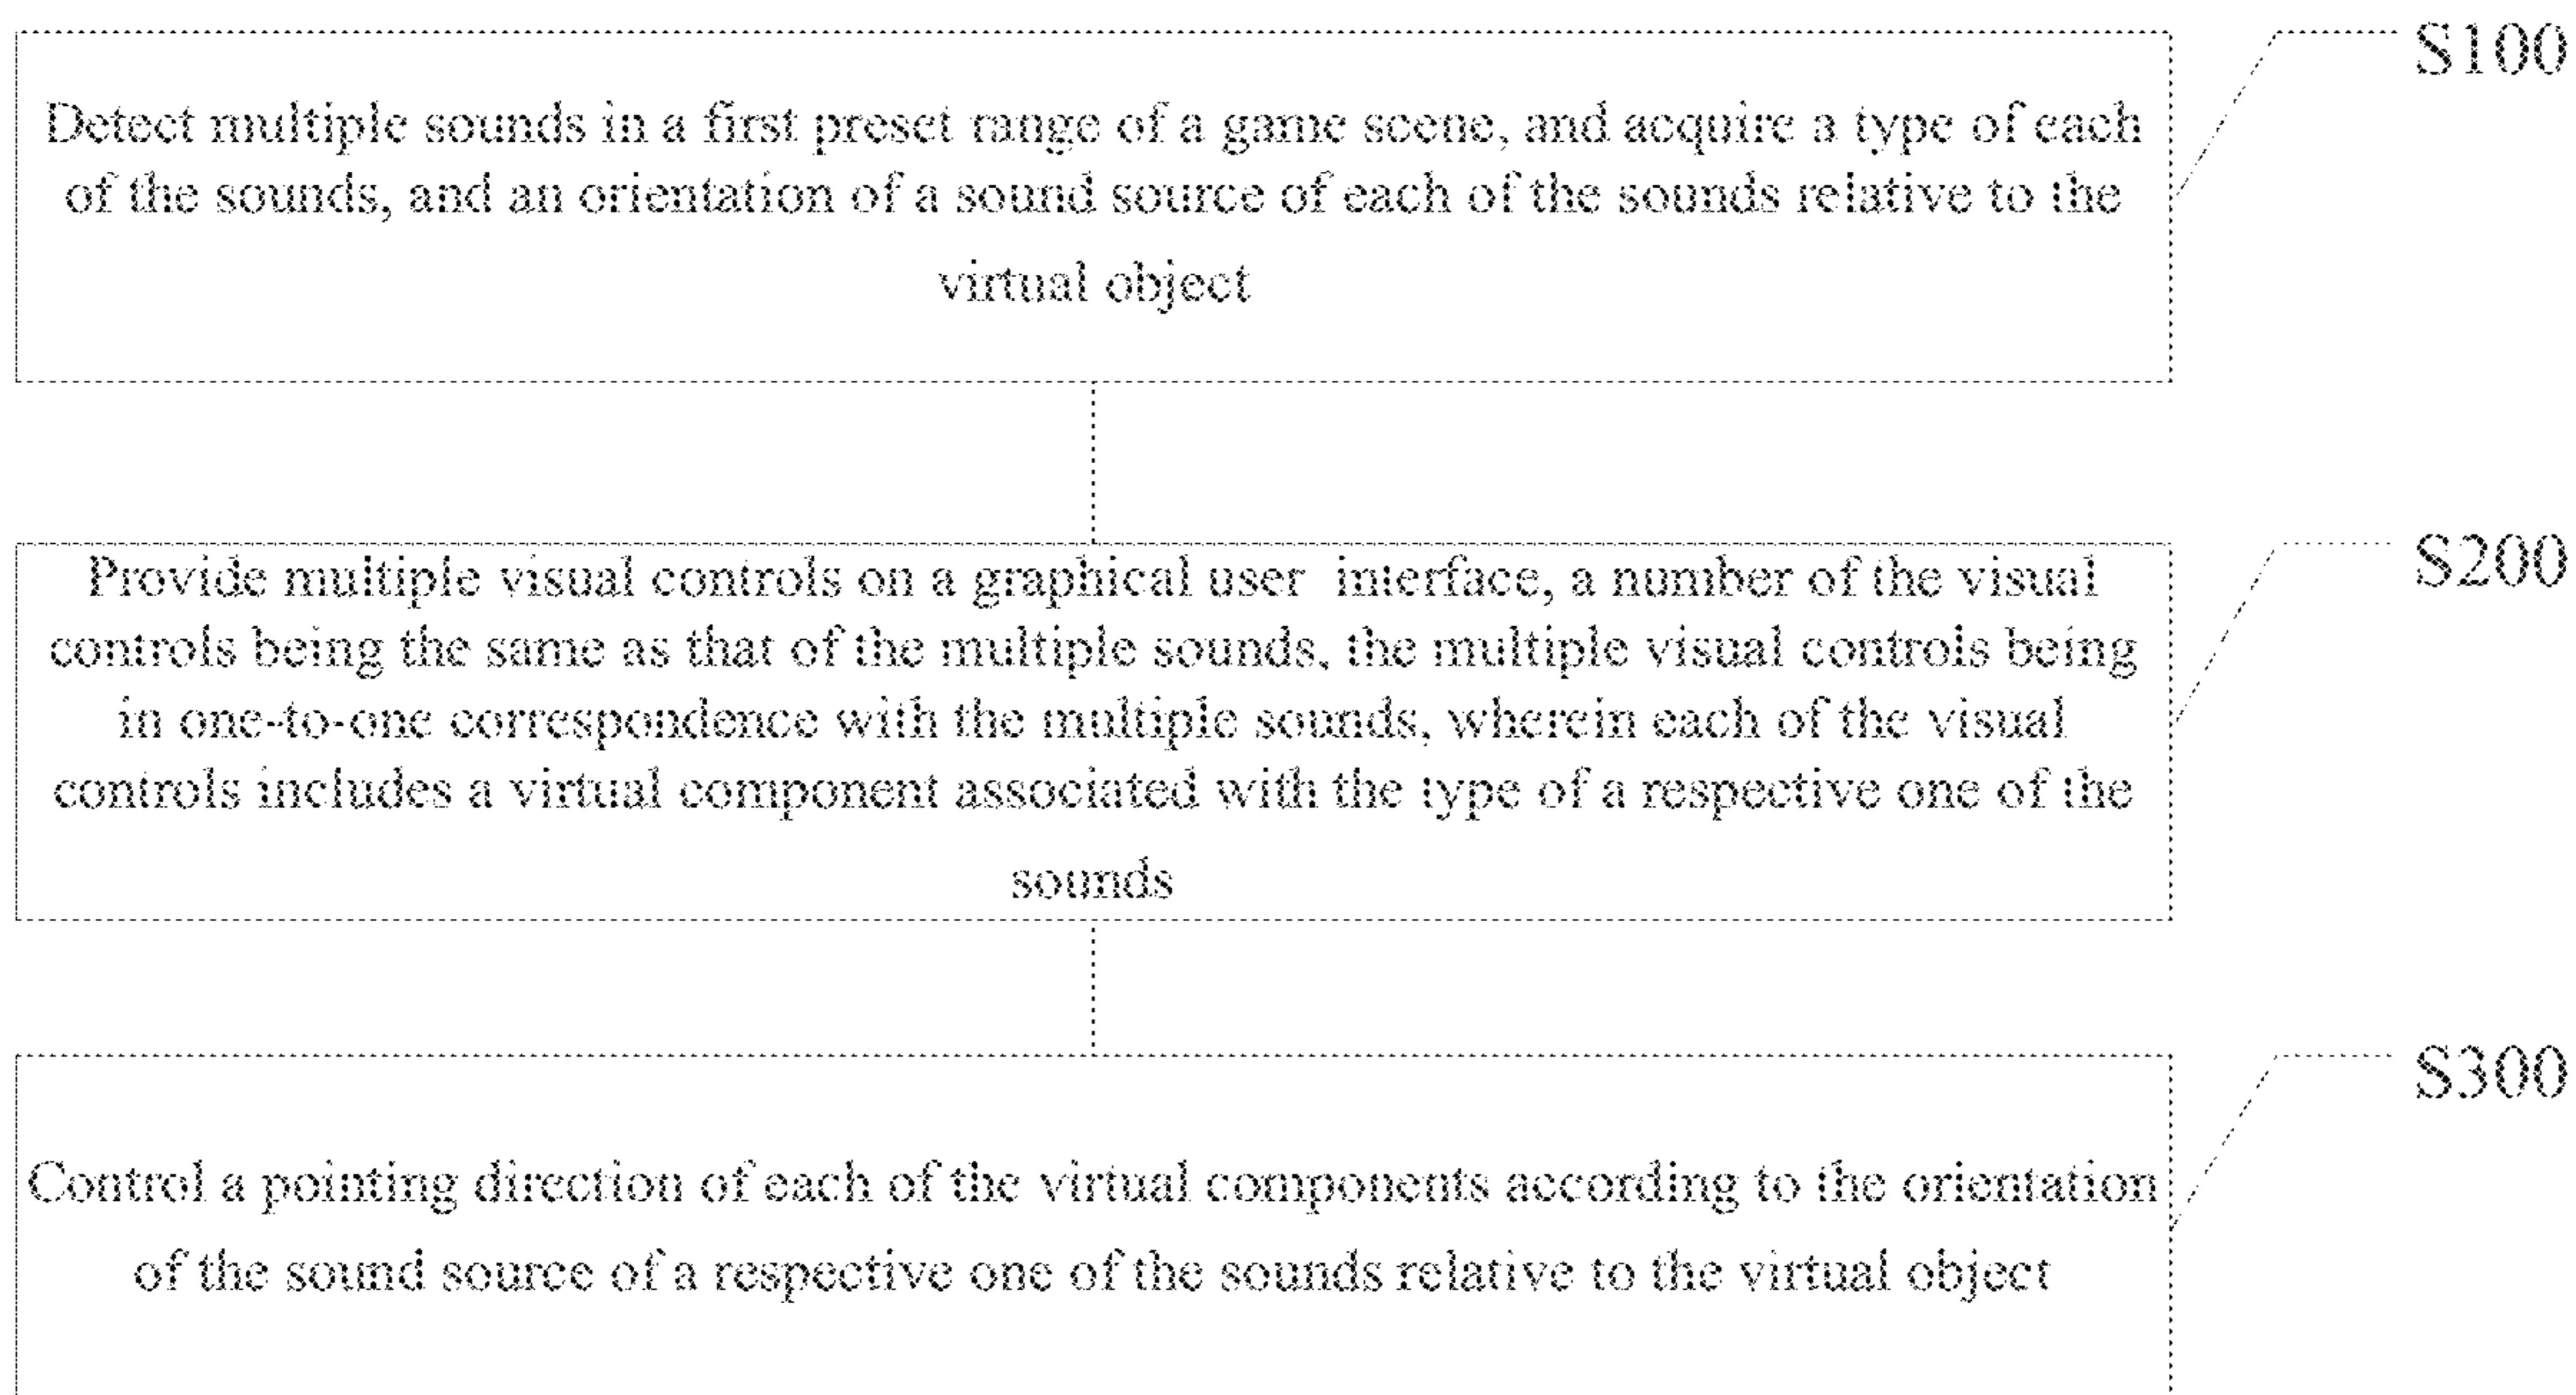 S100
Detect multiple sounds in a first preset range of a game scene, and acquire a type of each
of the sounds, and an orientation of a sound source of each of the sounds relative to the
virtual object
S200
Provide multiple visual controls on a graphical user interface, a number of the visual
controls being the same as that of the multiple sounds, the multiple visual controls being
in one-to-one correspondence with the multiple sounds, wherein each of the visual
controls includes a virtual component associated with the type of a respective one of the
sounds
S300
Control a pointing direction of each of the virtual components according to the orientation
of the sound source of a respective one of the sounds relative to the virtual object